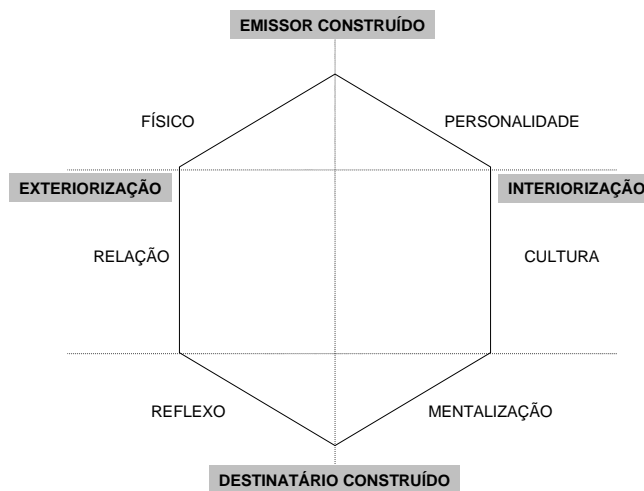 EMISSOR CONSTRUÍDO
FÍSICO
PERSONALIDADE
EXTERIORIZAÇÃO
INTERIORIZAÇÃO
RELAÇÃO
CULTURA
REFLEXO
MENTALIZAÇÃO
DESTINATÁRIO CONSTRUÍDO